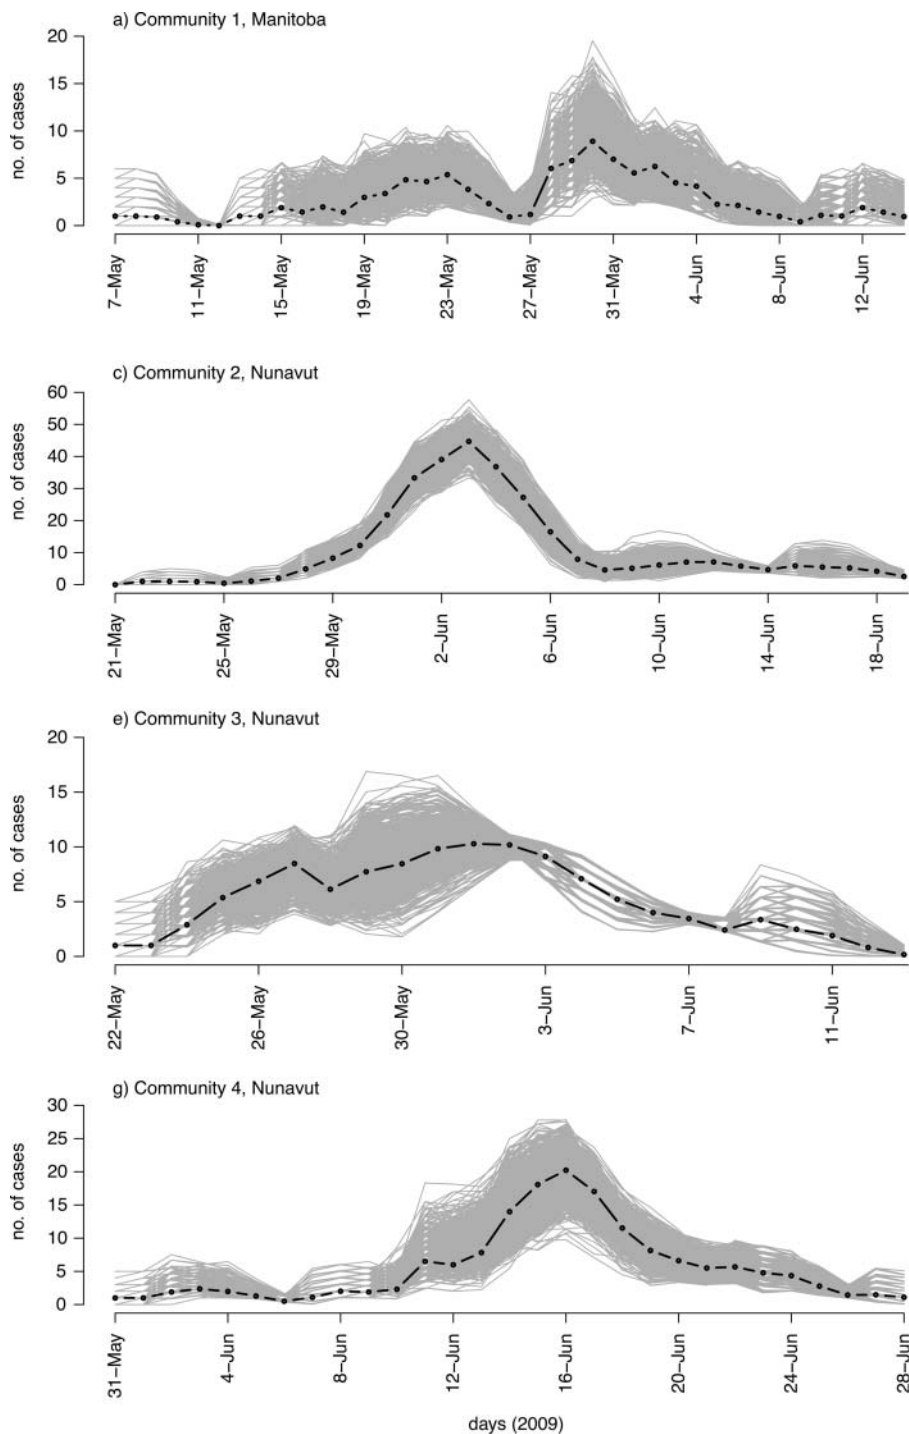 a) Community 1, Manitoba
no. of cases
20
15
10
5
0
7–May
11–May
15–May
19–May
23–May
27–May
31–May
4–Jun
8–Jun
12–Jun
c) Community 2, Nunavut
no. of cases
60
50
40
30
20
10
0
21–May
25–May
29–May
2–Jun
6–Jun
10–Jun
14–Jun
18–Jun
e) Community 3, Nunavut
no. of cases
20
15
10
5
0
22–May
26–May
30–May
3–Jun
7–Jun
11–Jun
g) Community 4, Nunavut
no. of cases
30
25
20
15
10
5
0
31–May
4–Jun
8–Jun
12–Jun
16–Jun
20–Jun
24–Jun
28–Jun
days (2009)